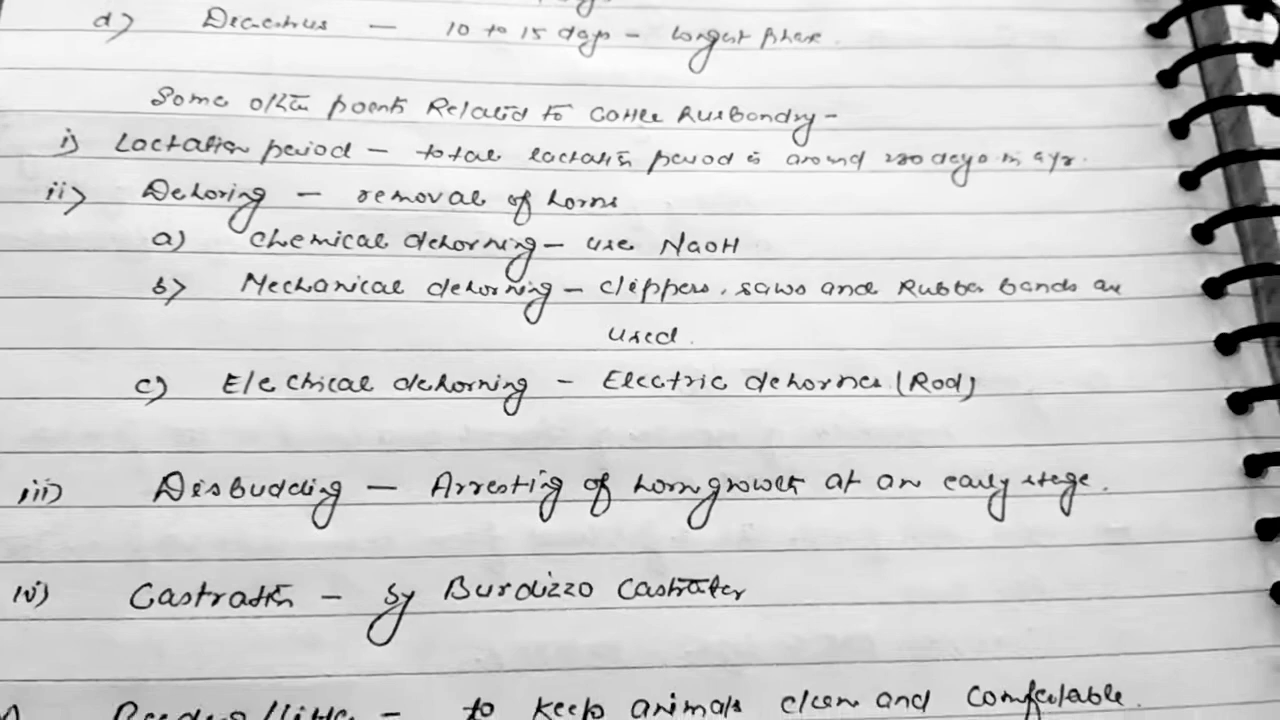 d) Diestrus — 10 to 15 days - longest phase.
Some other points Related to Cattle Husbandry -
i) Lactation period - total lactation period is around 280 days in a yr.
ii) Dehoring - removal of horns
a) chemical dehorning - use NaOH
b) Mechanical dehorning - clippers, saws and Rubber bands are
used.
c) Electrical dehorning - Electric dehorner (Rod)
iii) Disbudding — Arresting of horn growth at an early stage.
iv) Castration - by Burdizzo Castrator
- to keep animals clean and comfortable.